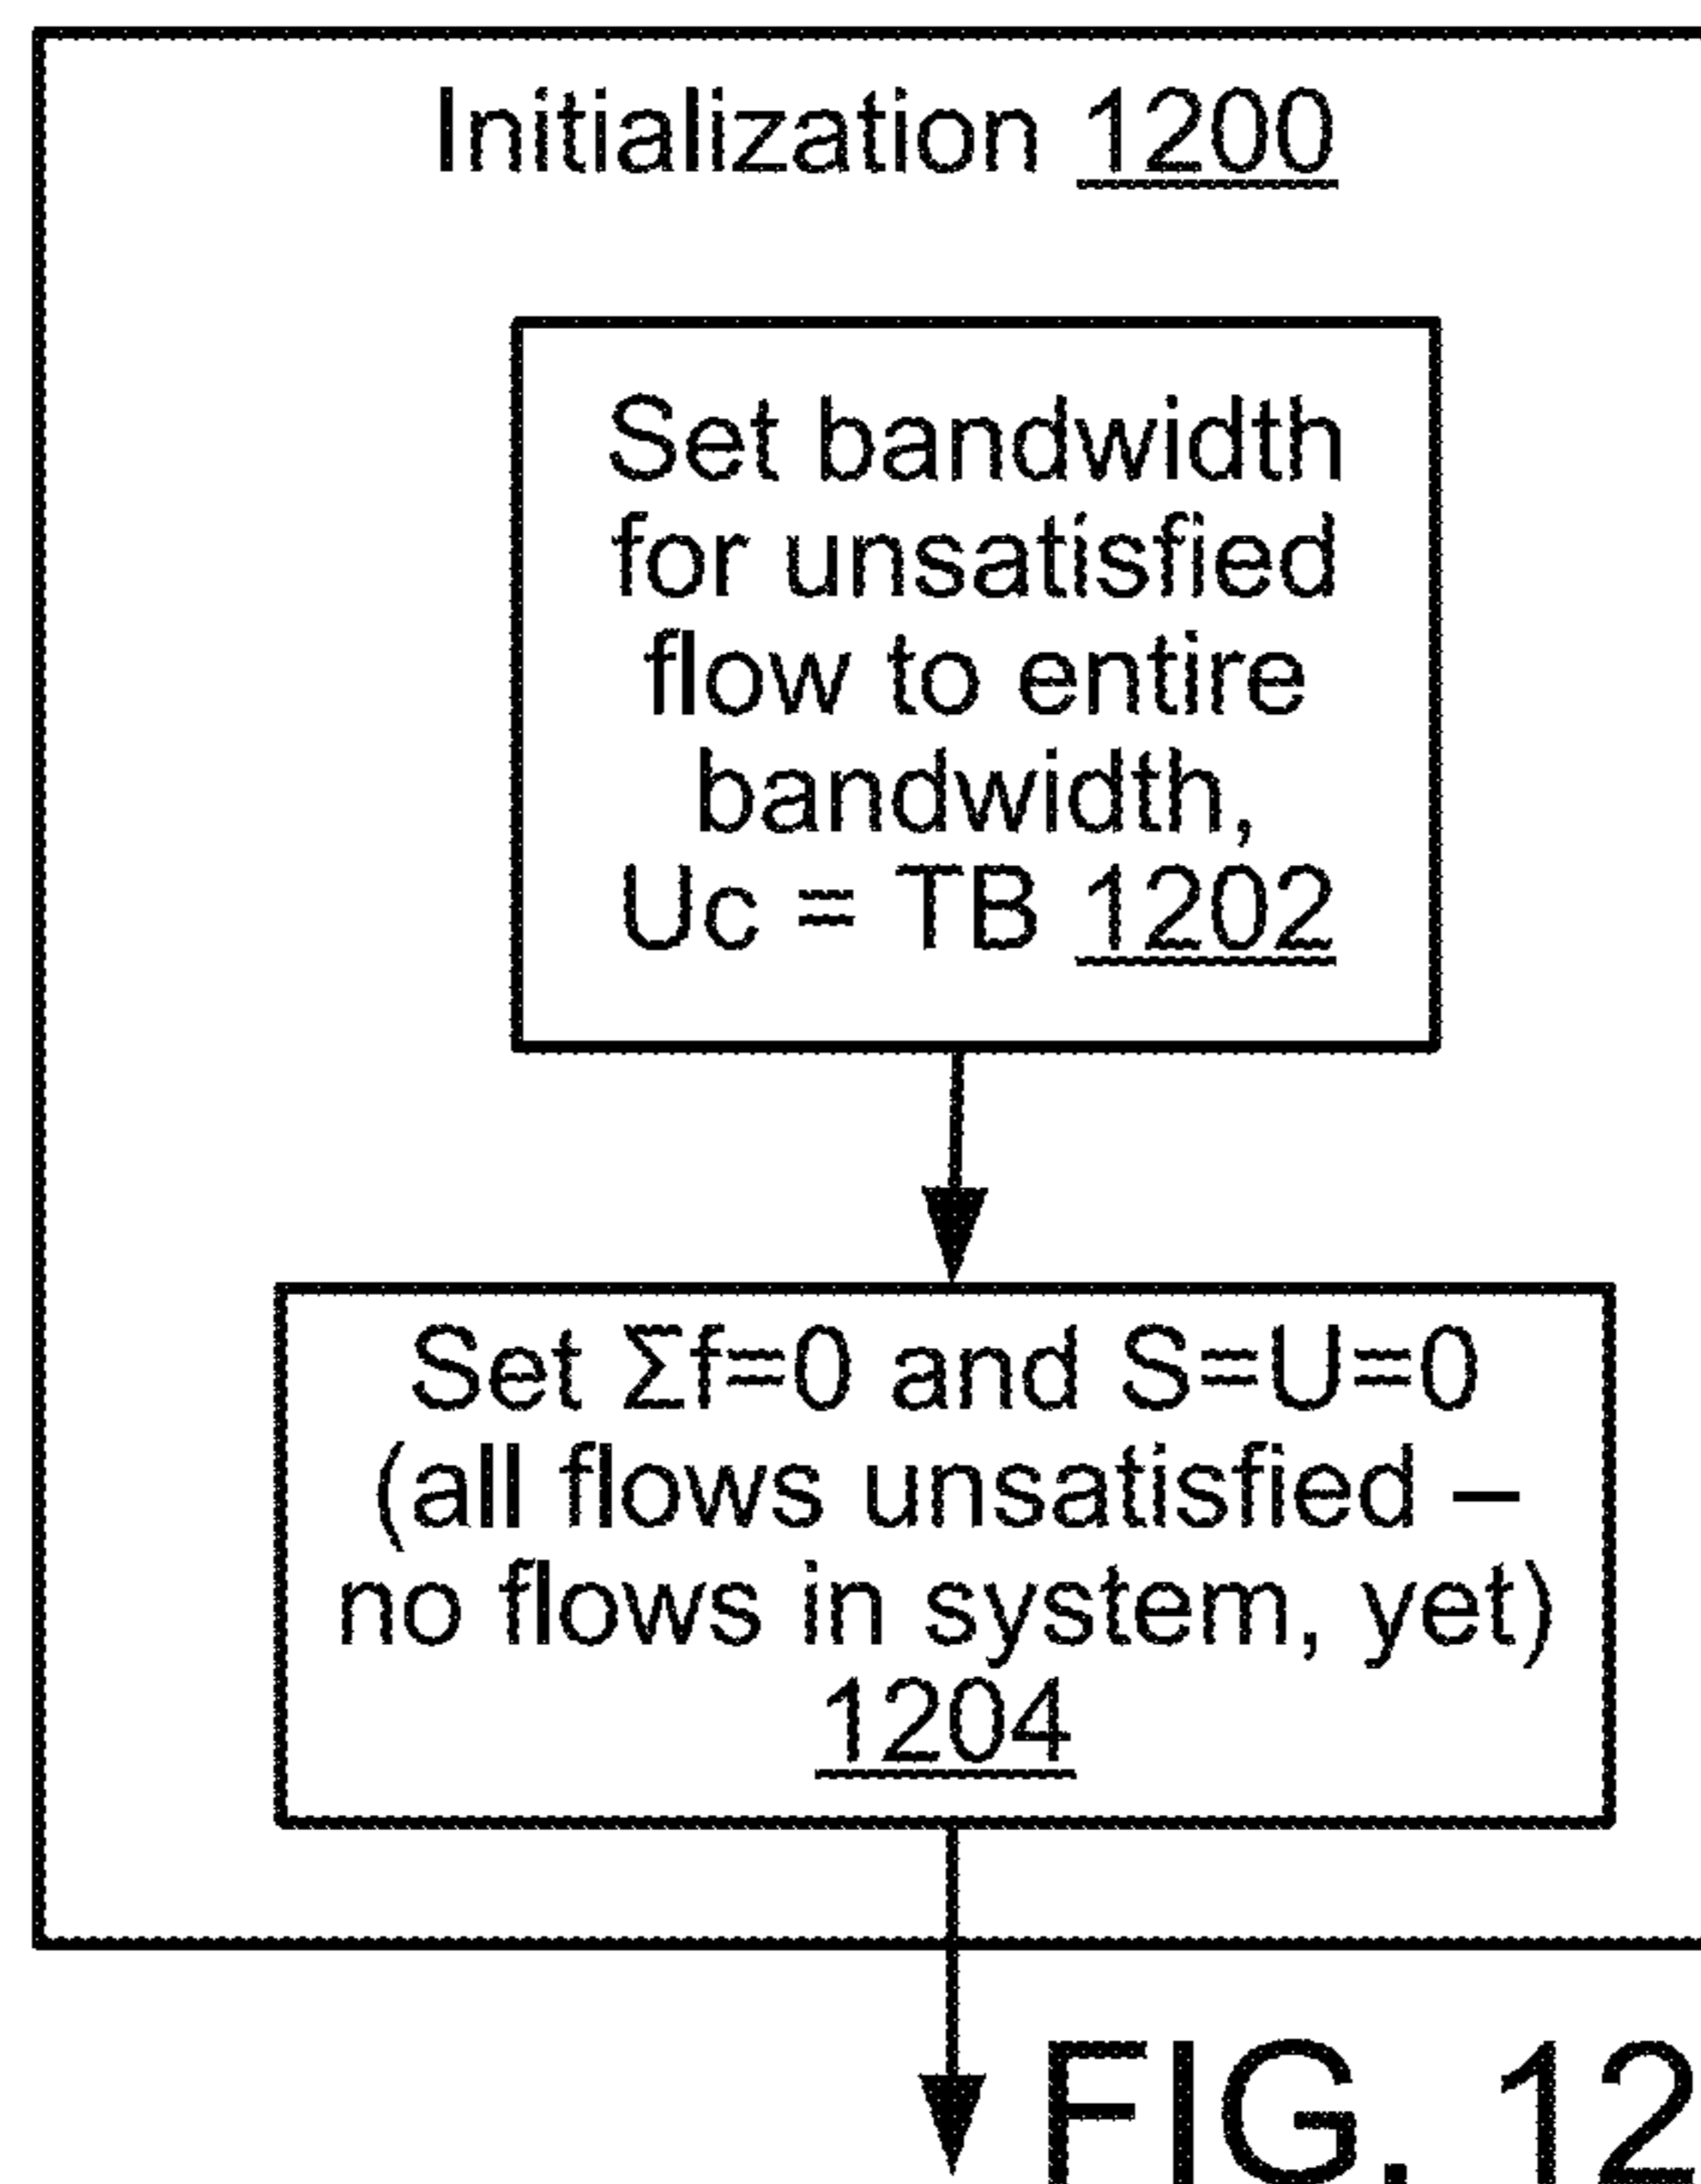 Initialization 1200
Set bandwidth
for unsatisfied
flow to entire
bandwidth,
Uc = TB 1202
Set Σf=0 and S=U=0
(all flows unsatisfied –
no flows in system, yet)
1204
FIG. 12